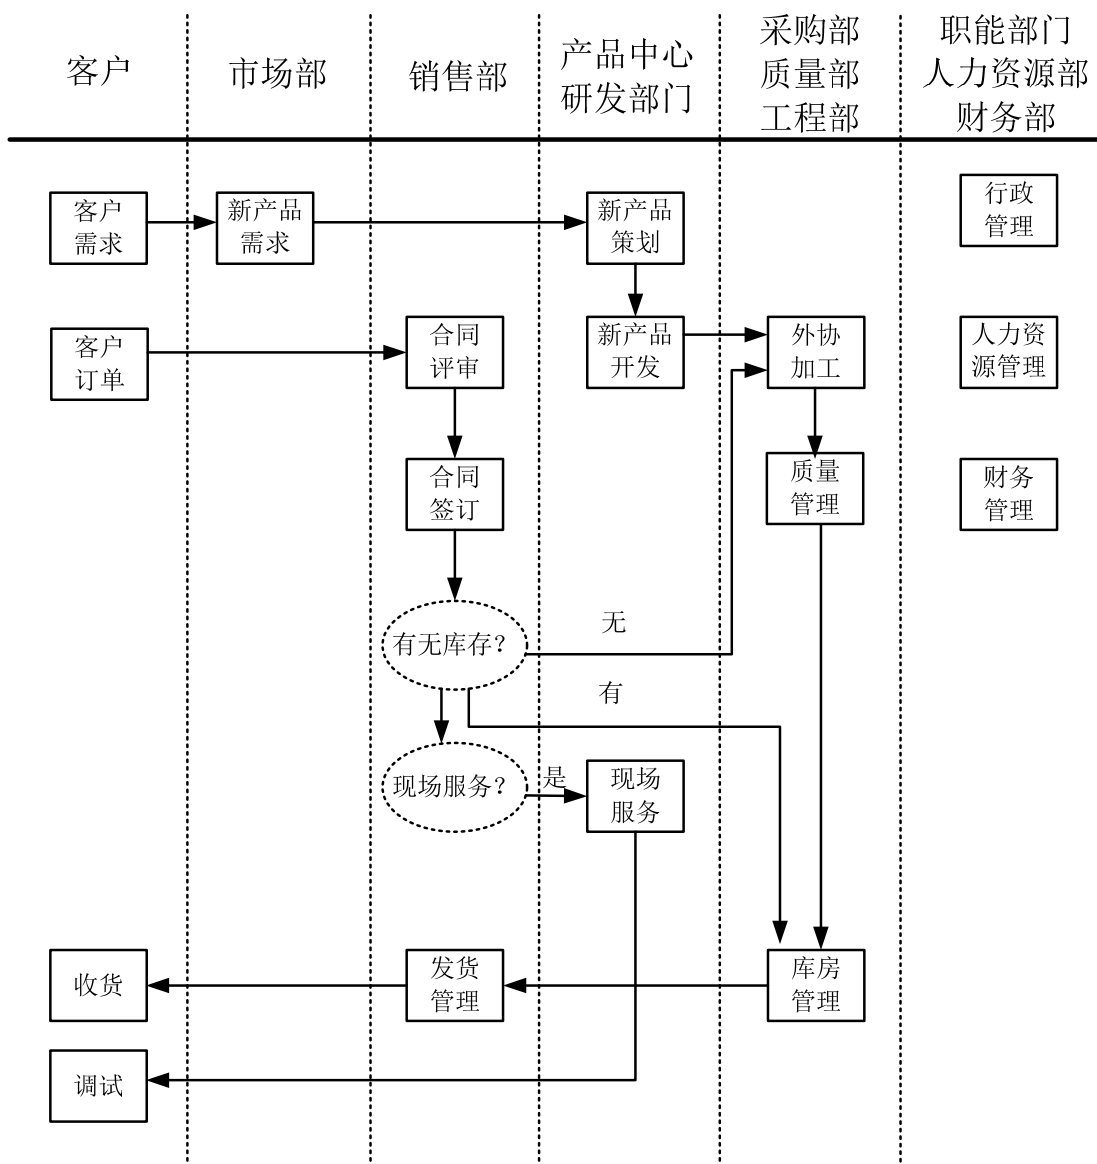 客户
市场部
销售部
产品中心
研发部门
采购部
质量部
工程部
职能部门
人力资源部
财务部
客户
需求
新产品
需求
新产品
策划
行政
管理
客户
订单
合同
评审
新产品
开发
外协
加工
人力资
源管理
合同
签订
质量
管理
财务
管理
有无库存?
无
有
现场服务?
是
现场
服务
收货
发货
管理
库房
管理
调试